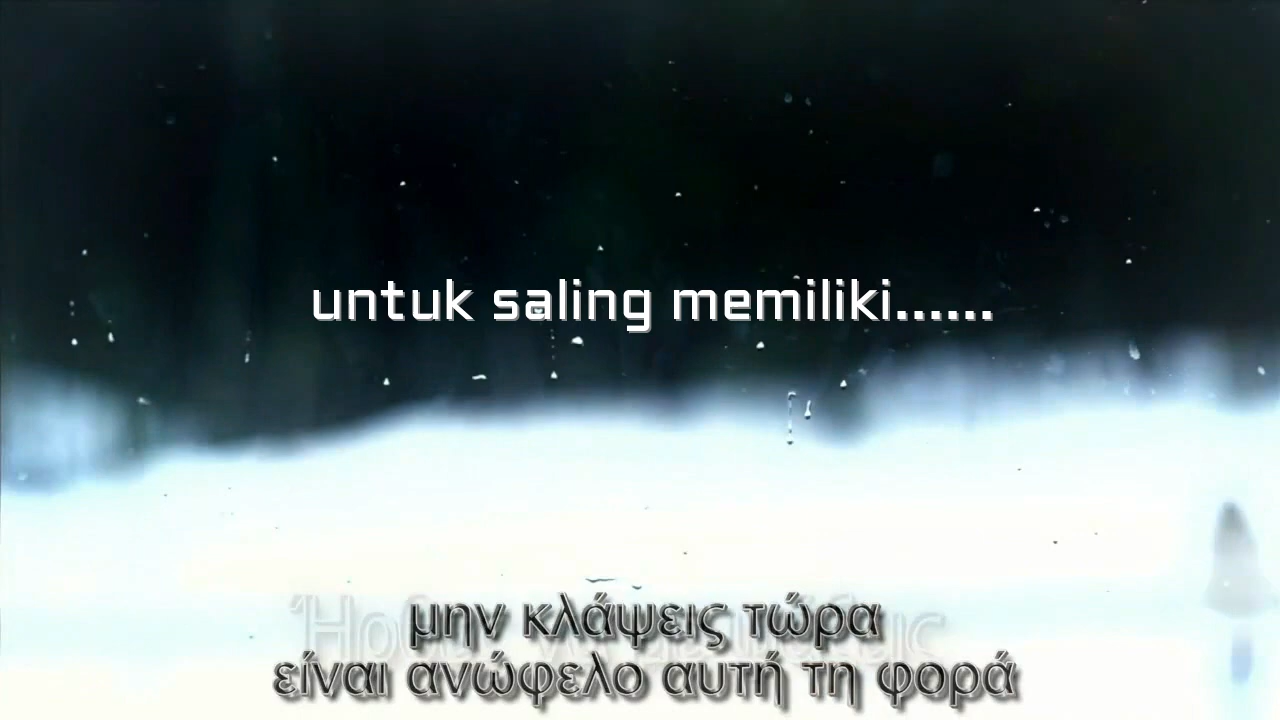 untuk saling memiliki......
μην κλάψεις τώρα
είναι ανώφελο αυτή τη φορά